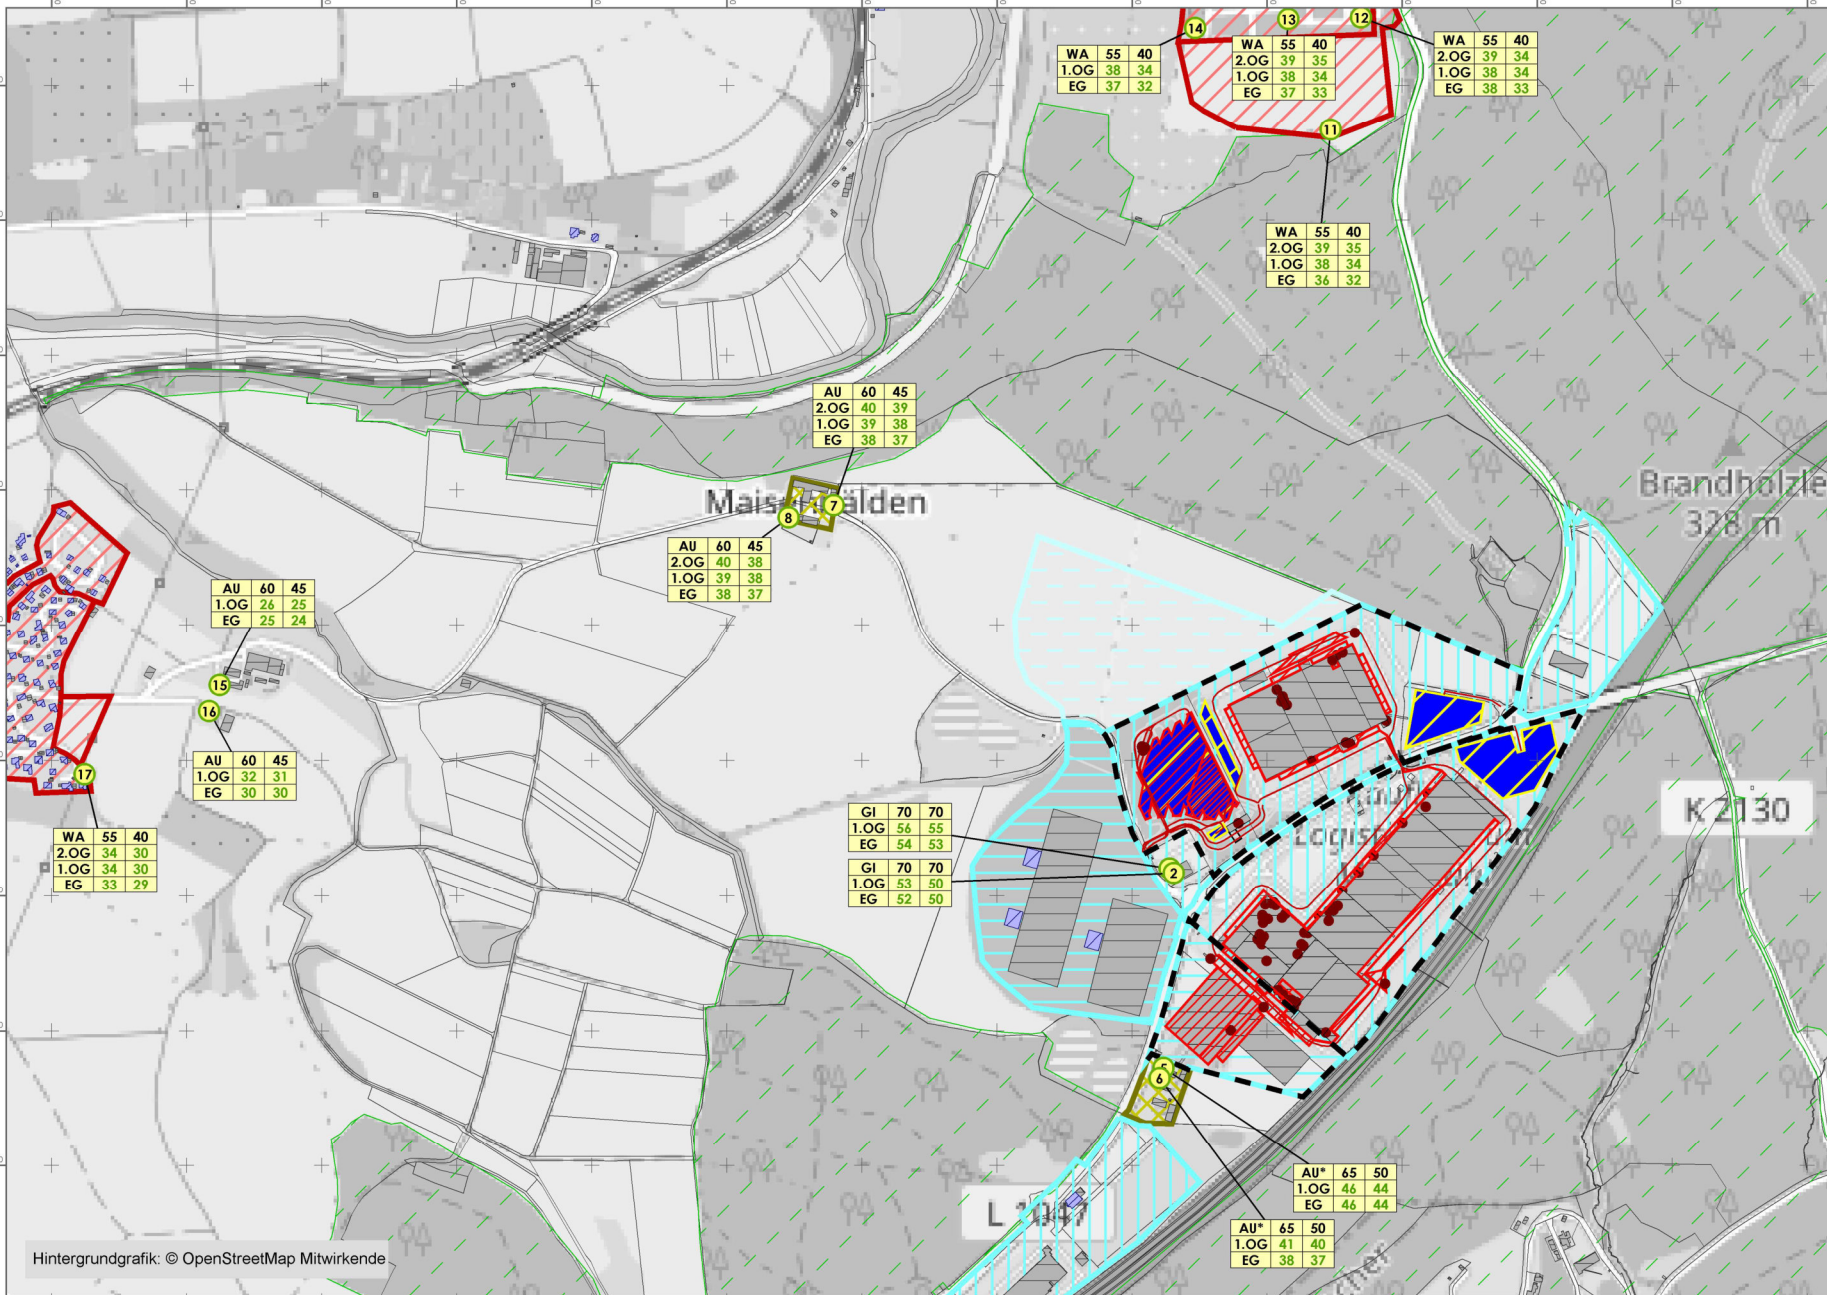 14
13
12
WA 55 40
1.OG 38 34
EG 37 32
WA 55 40
2.OG 39 35
1.OG 38 34
EG 37 33
WA 55 40
2.OG 39 34
1.OG 38 34
EG 38 33
11
WA 55 40
2.OG 39 35
1.OG 38 34
EG 36 32
AU 60 45
2.OG 40 39
1.OG 39 38
EG 38 37
Brandhölzle
328 m
7
8
AU 60 45
2.OG 40 38
1.OG 39 38
EG 38 37
AU 60 45
1.OG 26 25
EG 25 24
15
16
AU 60 45
1.OG 32 31
EG 30 30
17
WA 55 40
2.OG 34 30
1.OG 34 30
EG 33 29
GI 70 70
1.OG 56 55
EG 54 53
GI 70 70
1.OG 53 50
EG 52 50
2
K 2130
5
6
AU* 65 50
1.OG 46 44
EG 46 44
L 1047
AU* 65 50
1.OG 41 40
EG 38 37
Hintergrundgrafik: © OpenStreetMap Mitwirkende